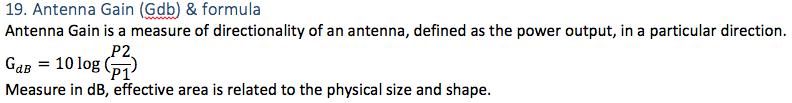 19. Antenna Gain (Gdb) & formula
Antenna Gain is a measure of directionality of an antenna, defined as the power output, in a particular direction.
G_dB = 10 log (P2/P1)
Measure in dB, effective area is related to the physical size and shape.